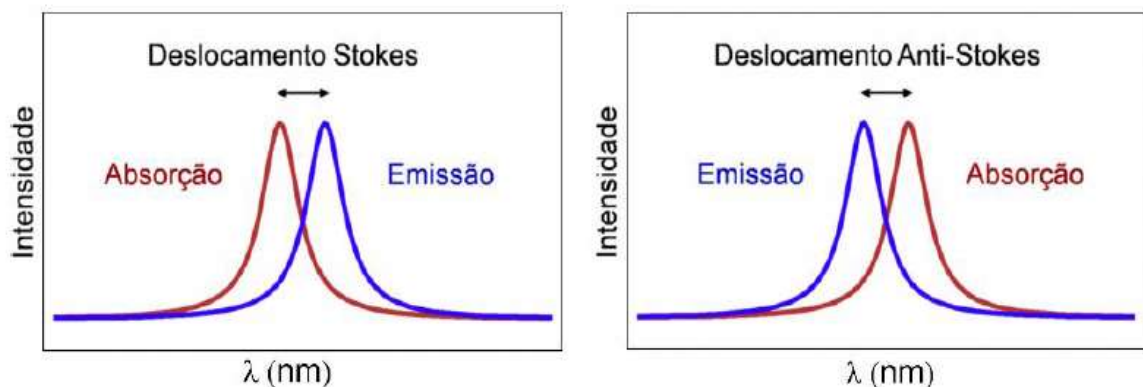 Deslocamento Stokes
Intensidade
Absorção
Emissão
λ (nm)
Deslocamento Anti-Stokes
Intensidade
Emissão
Absorção
λ (nm)